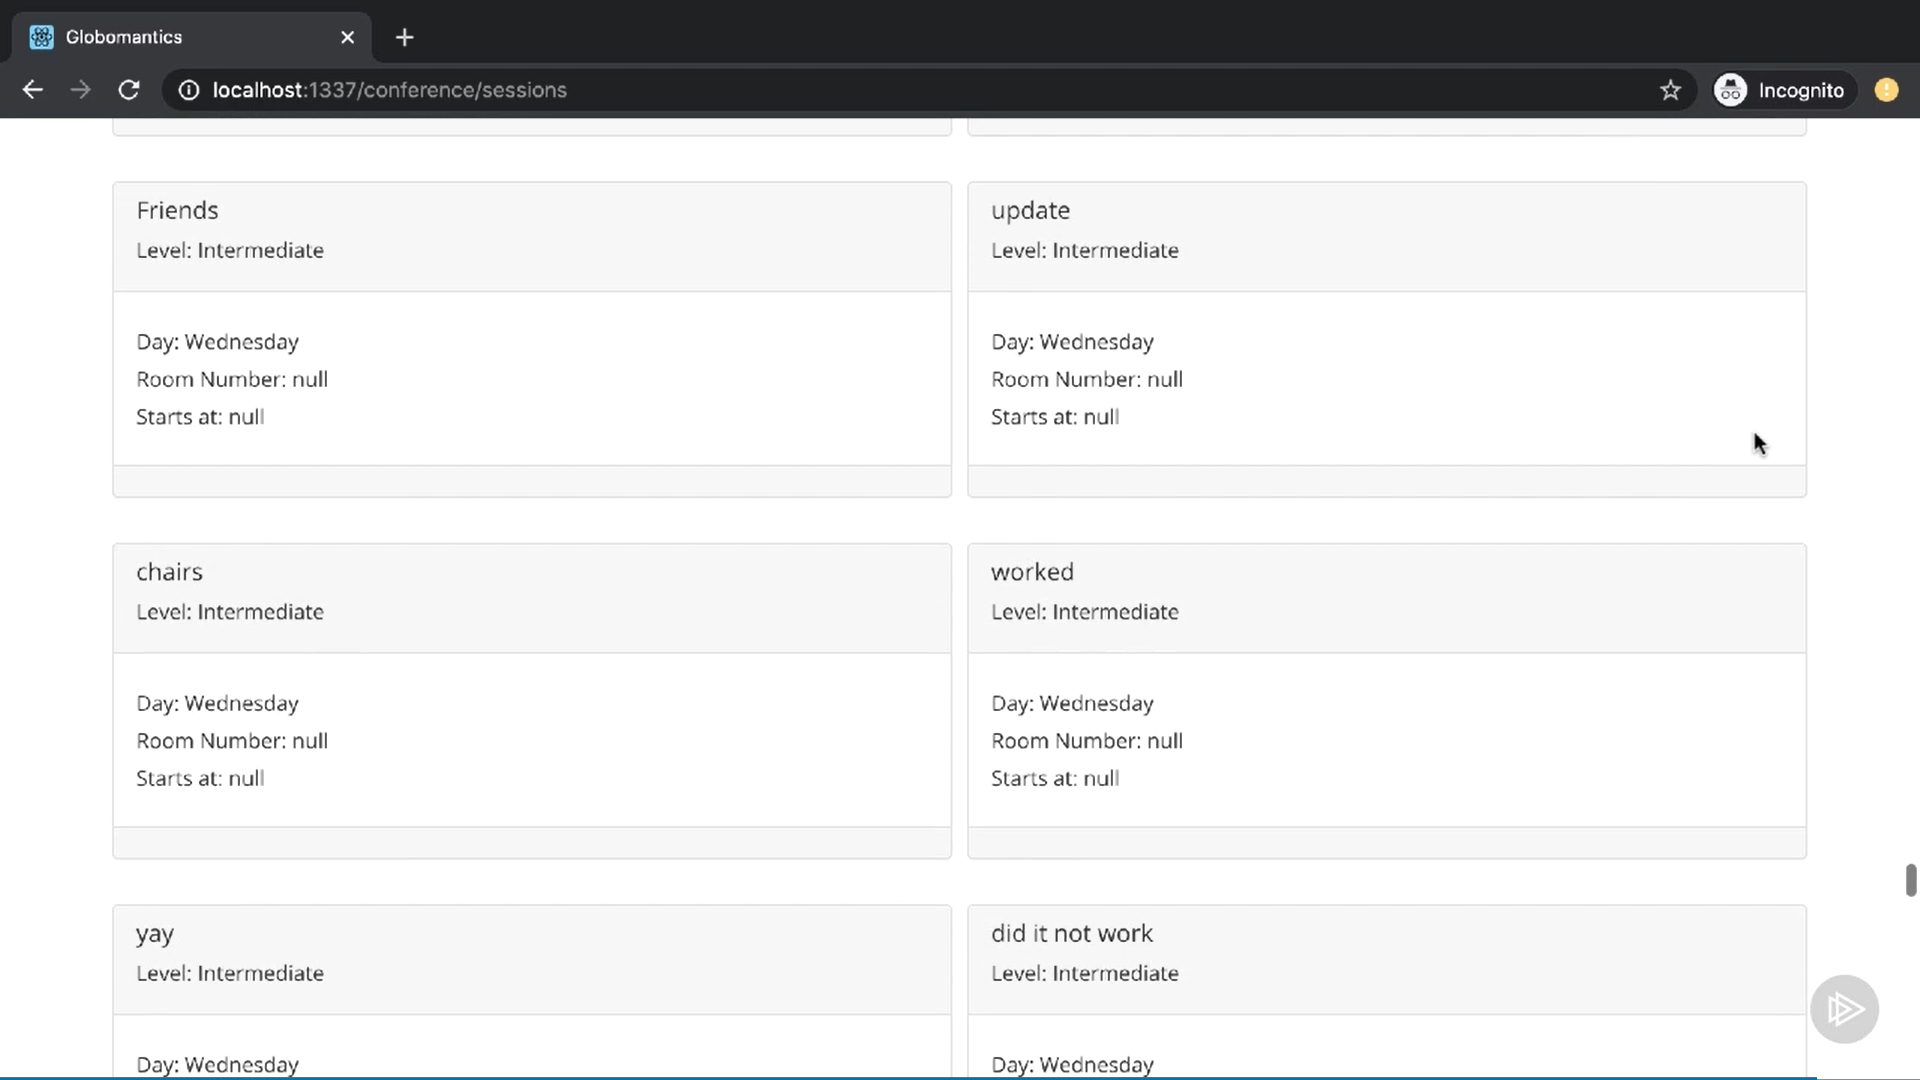 Globomantics
localhost:1337/conference/sessions
Incognito
Friends
Level: Intermediate
Day: Wednesday
Room Number: null
Starts at: null
update
Level: Intermediate
Day: Wednesday
Room Number: null
Starts at: null
chairs
Level: Intermediate
Day: Wednesday
Room Number: null
Starts at: null
worked
Level: Intermediate
Day: Wednesday
Room Number: null
Starts at: null
yay
Level: Intermediate
Day: Wednesday
did it not work
Level: Intermediate
Day: Wednesday